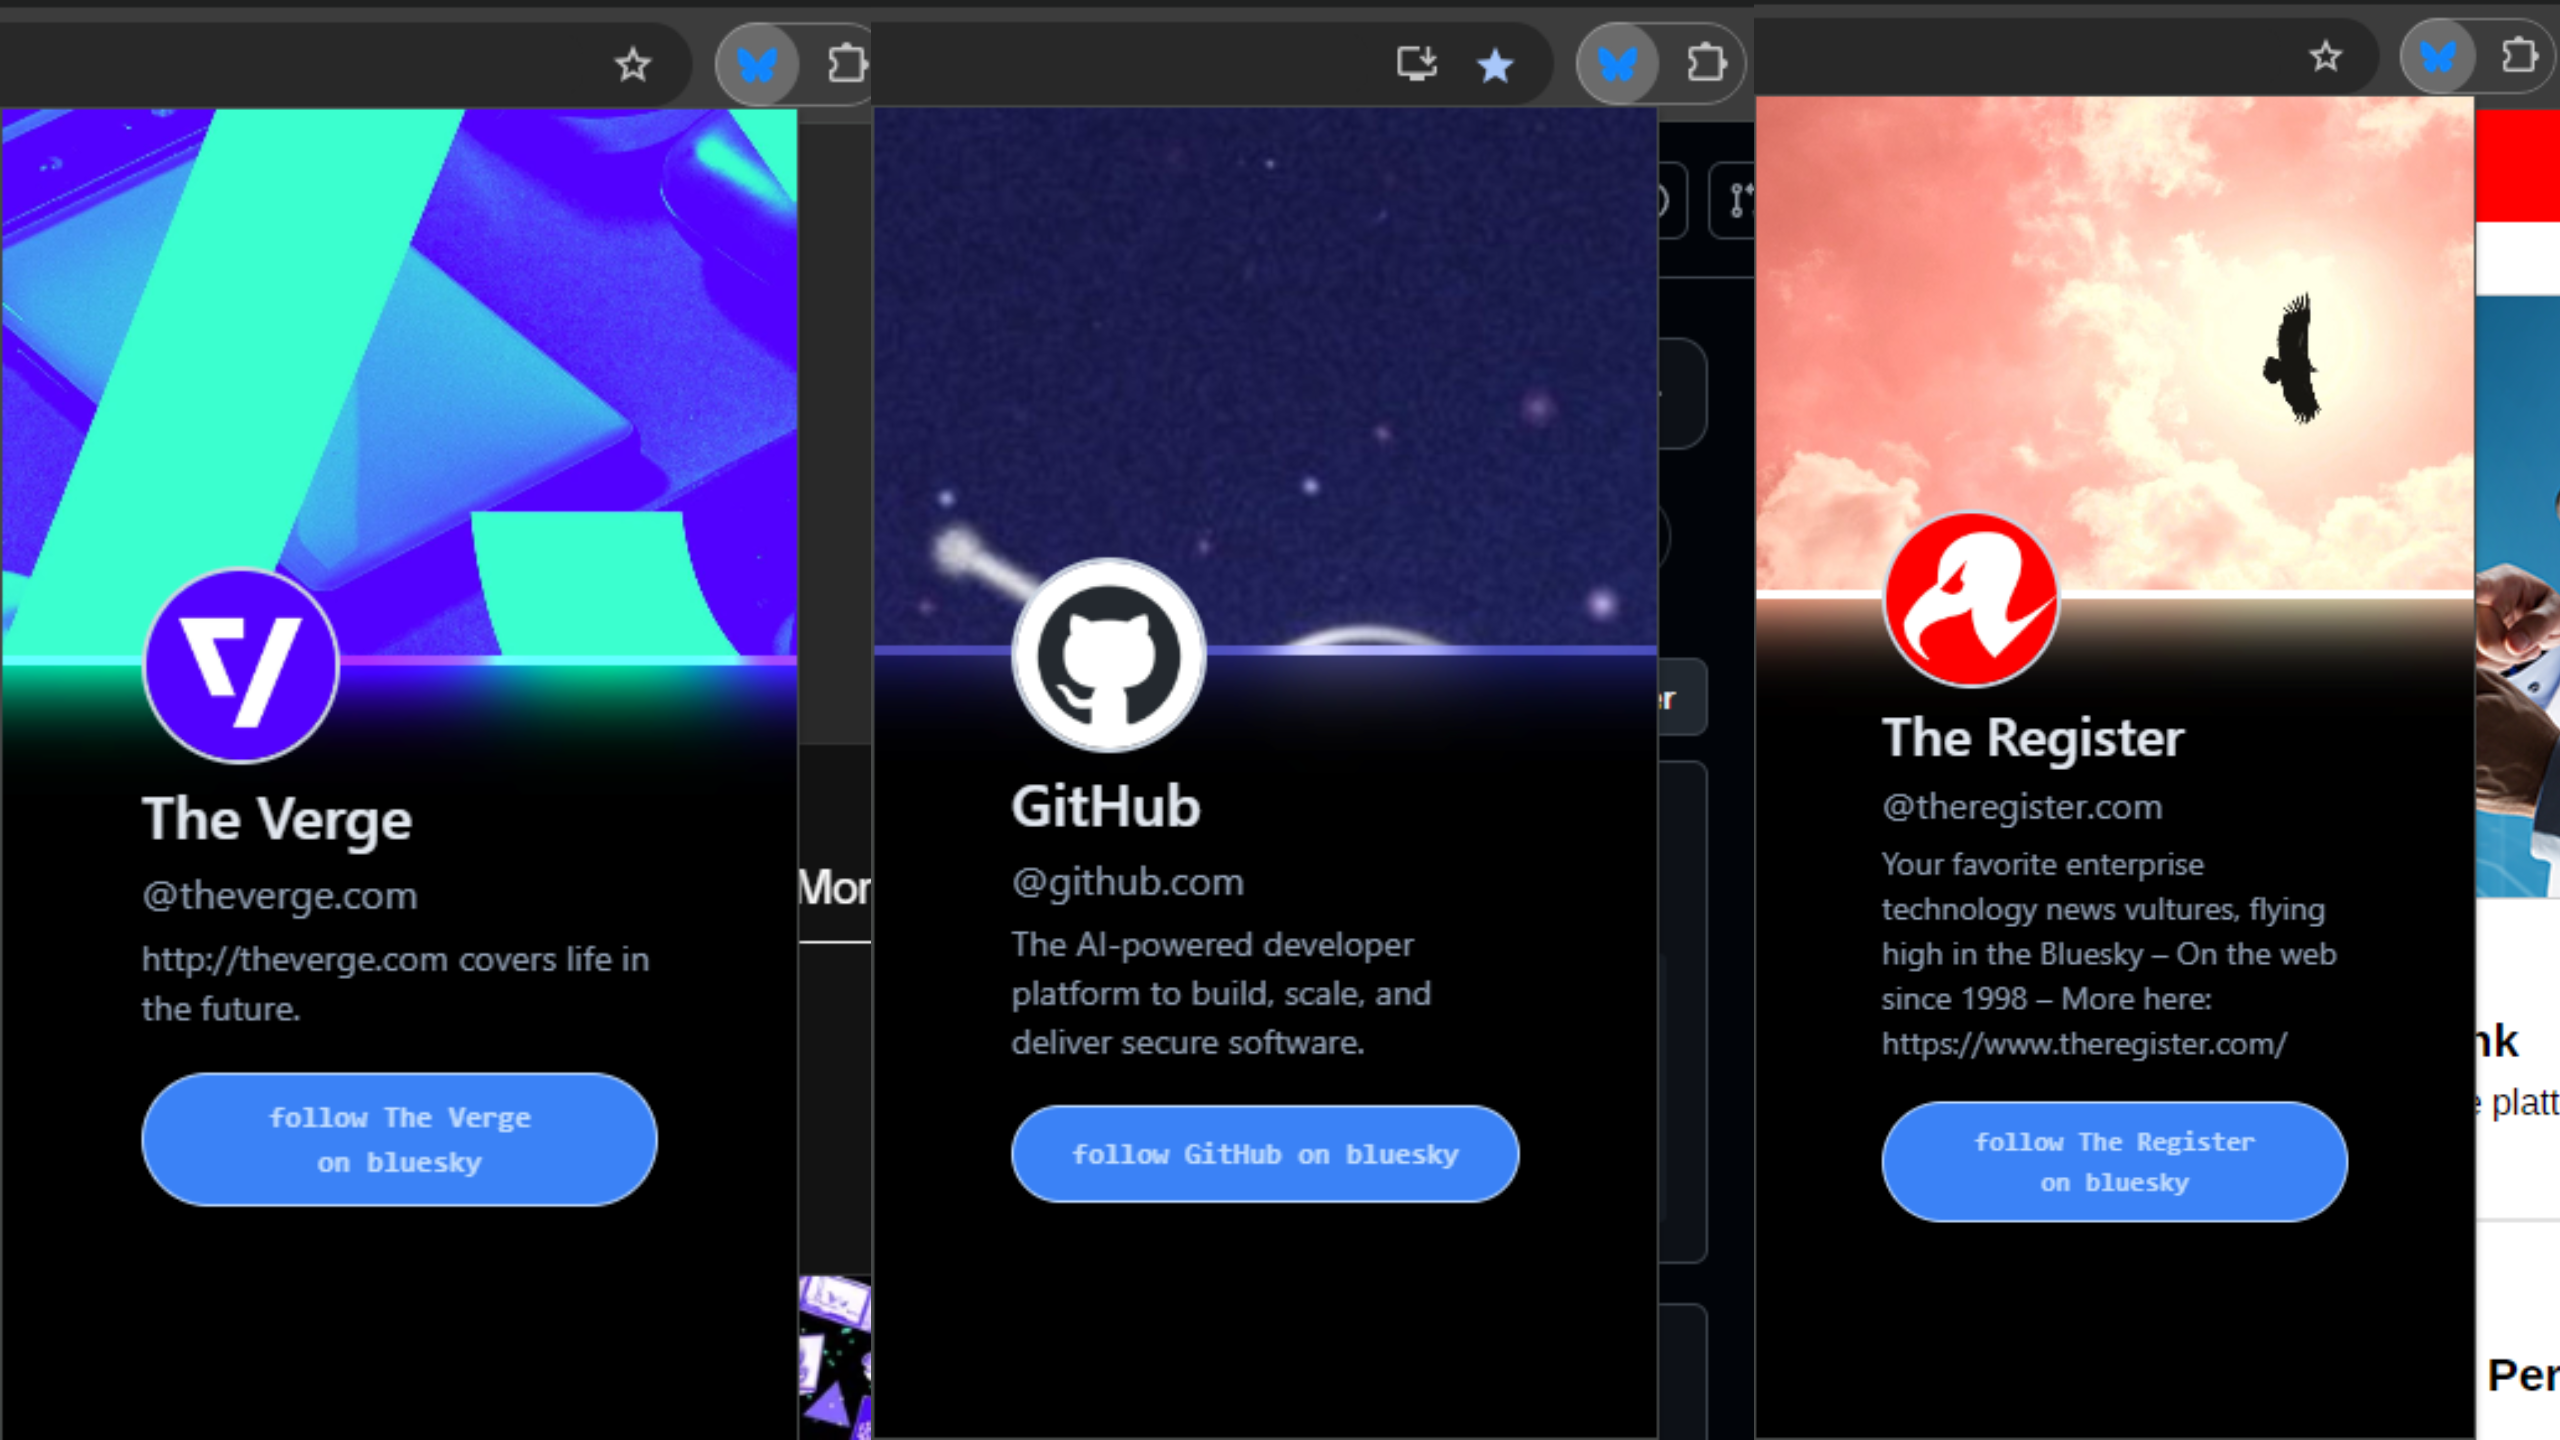 The Verge
@theverge.com
http://theverge.com covers life in
the future.
follow The Verge
on bluesky
Mor
GitHub
@github.com
The AI-powered developer
platform to build, scale, and
deliver secure software.
follow GitHub on bluesky
er
The Register
@theregister.com
Your favorite enterprise
technology news vultures, flying
high in the Bluesky – On the web
since 1998 – More here:
https://www.theregister.com/
follow The Register
on bluesky
nk
e platt
Per